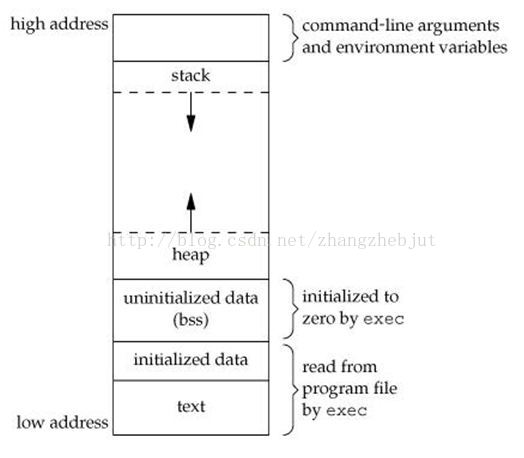 high address
command-line arguments
and environment variables
stack
http://blog.csdn.net/zhangzhebjut
heap
uninitialized data
(bss)
initialized to
zero by exec
initialized data
read from
program file
by exec
text
low address